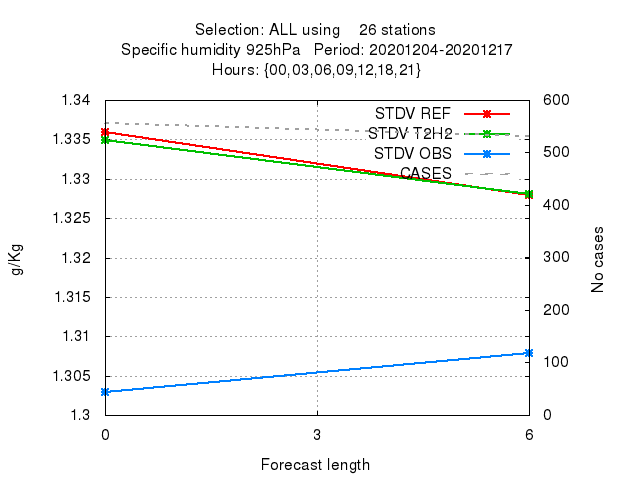 Selection: ALL using    26 stations
Specific humidity 925hPa   Period: 20201204-20201217
Hours: {00,03,06,09,12,18,21}
1.34
1.335
1.33
1.325
1.32
1.315
1.31
1.305
1.3
g/Kg
STDV REF
STDV T2H2
STDV OBS
CASES
600
500
400
300
200
100
0
No cases
0 3 6
Forecast length